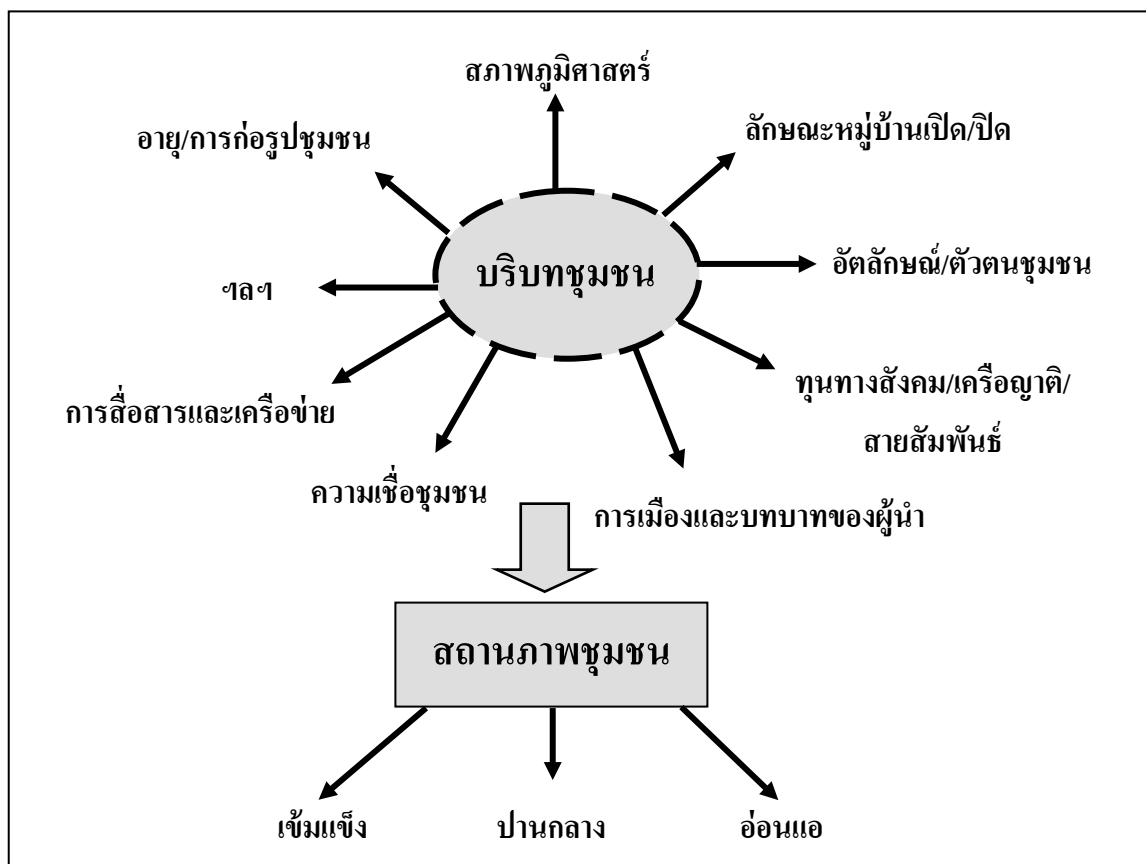 สภาพภูมิศาสตร์
อายุ/การก่อรูปชุมชน
ลักษณะหมู่บ้านเปิด/ปิด
บริบทชุมชน
อัตลักษณ์/ตัวตนชุมชน
ฯลฯ
ทุนทางสังคม/เครือญาติ/
สายสัมพันธ์
การสื่อสารและเครือข่าย
ความเชื่อชุมชน
การเมืองและบทบาทของผู้นำ
สถานภาพชุมชน
เข้มแข็ง
ปานกลาง
อ่อนแอ